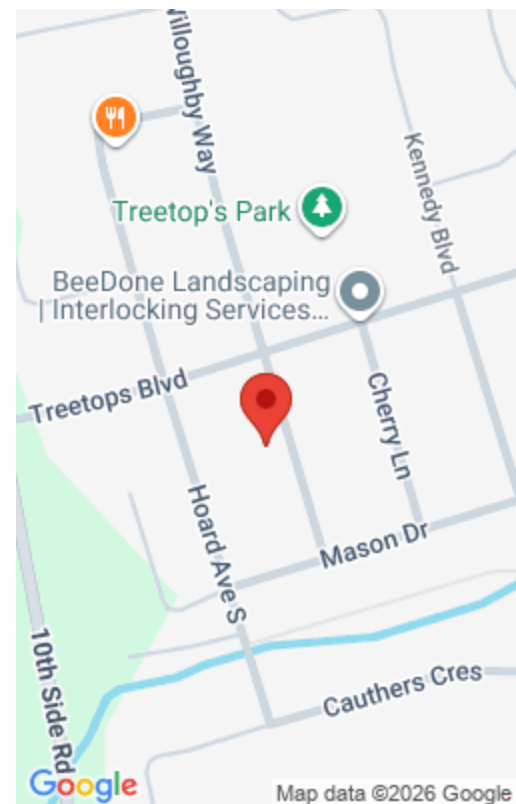 Willoughby Way
Kennedy Blvd
Treetop's Park
BeeDone Landscaping
| Interlocking Services...
Treetops Blvd
Cherry Ln
Hoard Ave S
Mason Dr
10th Side Rd
Cauthers Cres
Google
Map data ©2026 Google